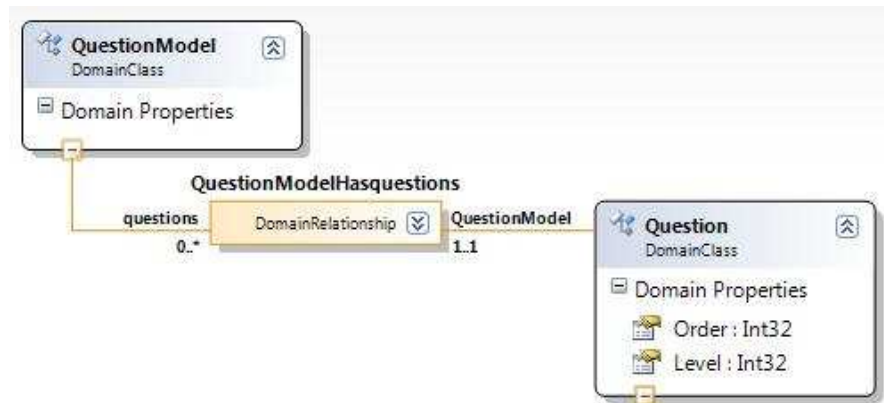 QuestionModel
DomainClass
Domain Properties
QuestionModelHasquestions
questions DomainRelationship QuestionModel
0..* 1..1
Question
DomainClass
Domain Properties
Order : Int32
Level : Int32